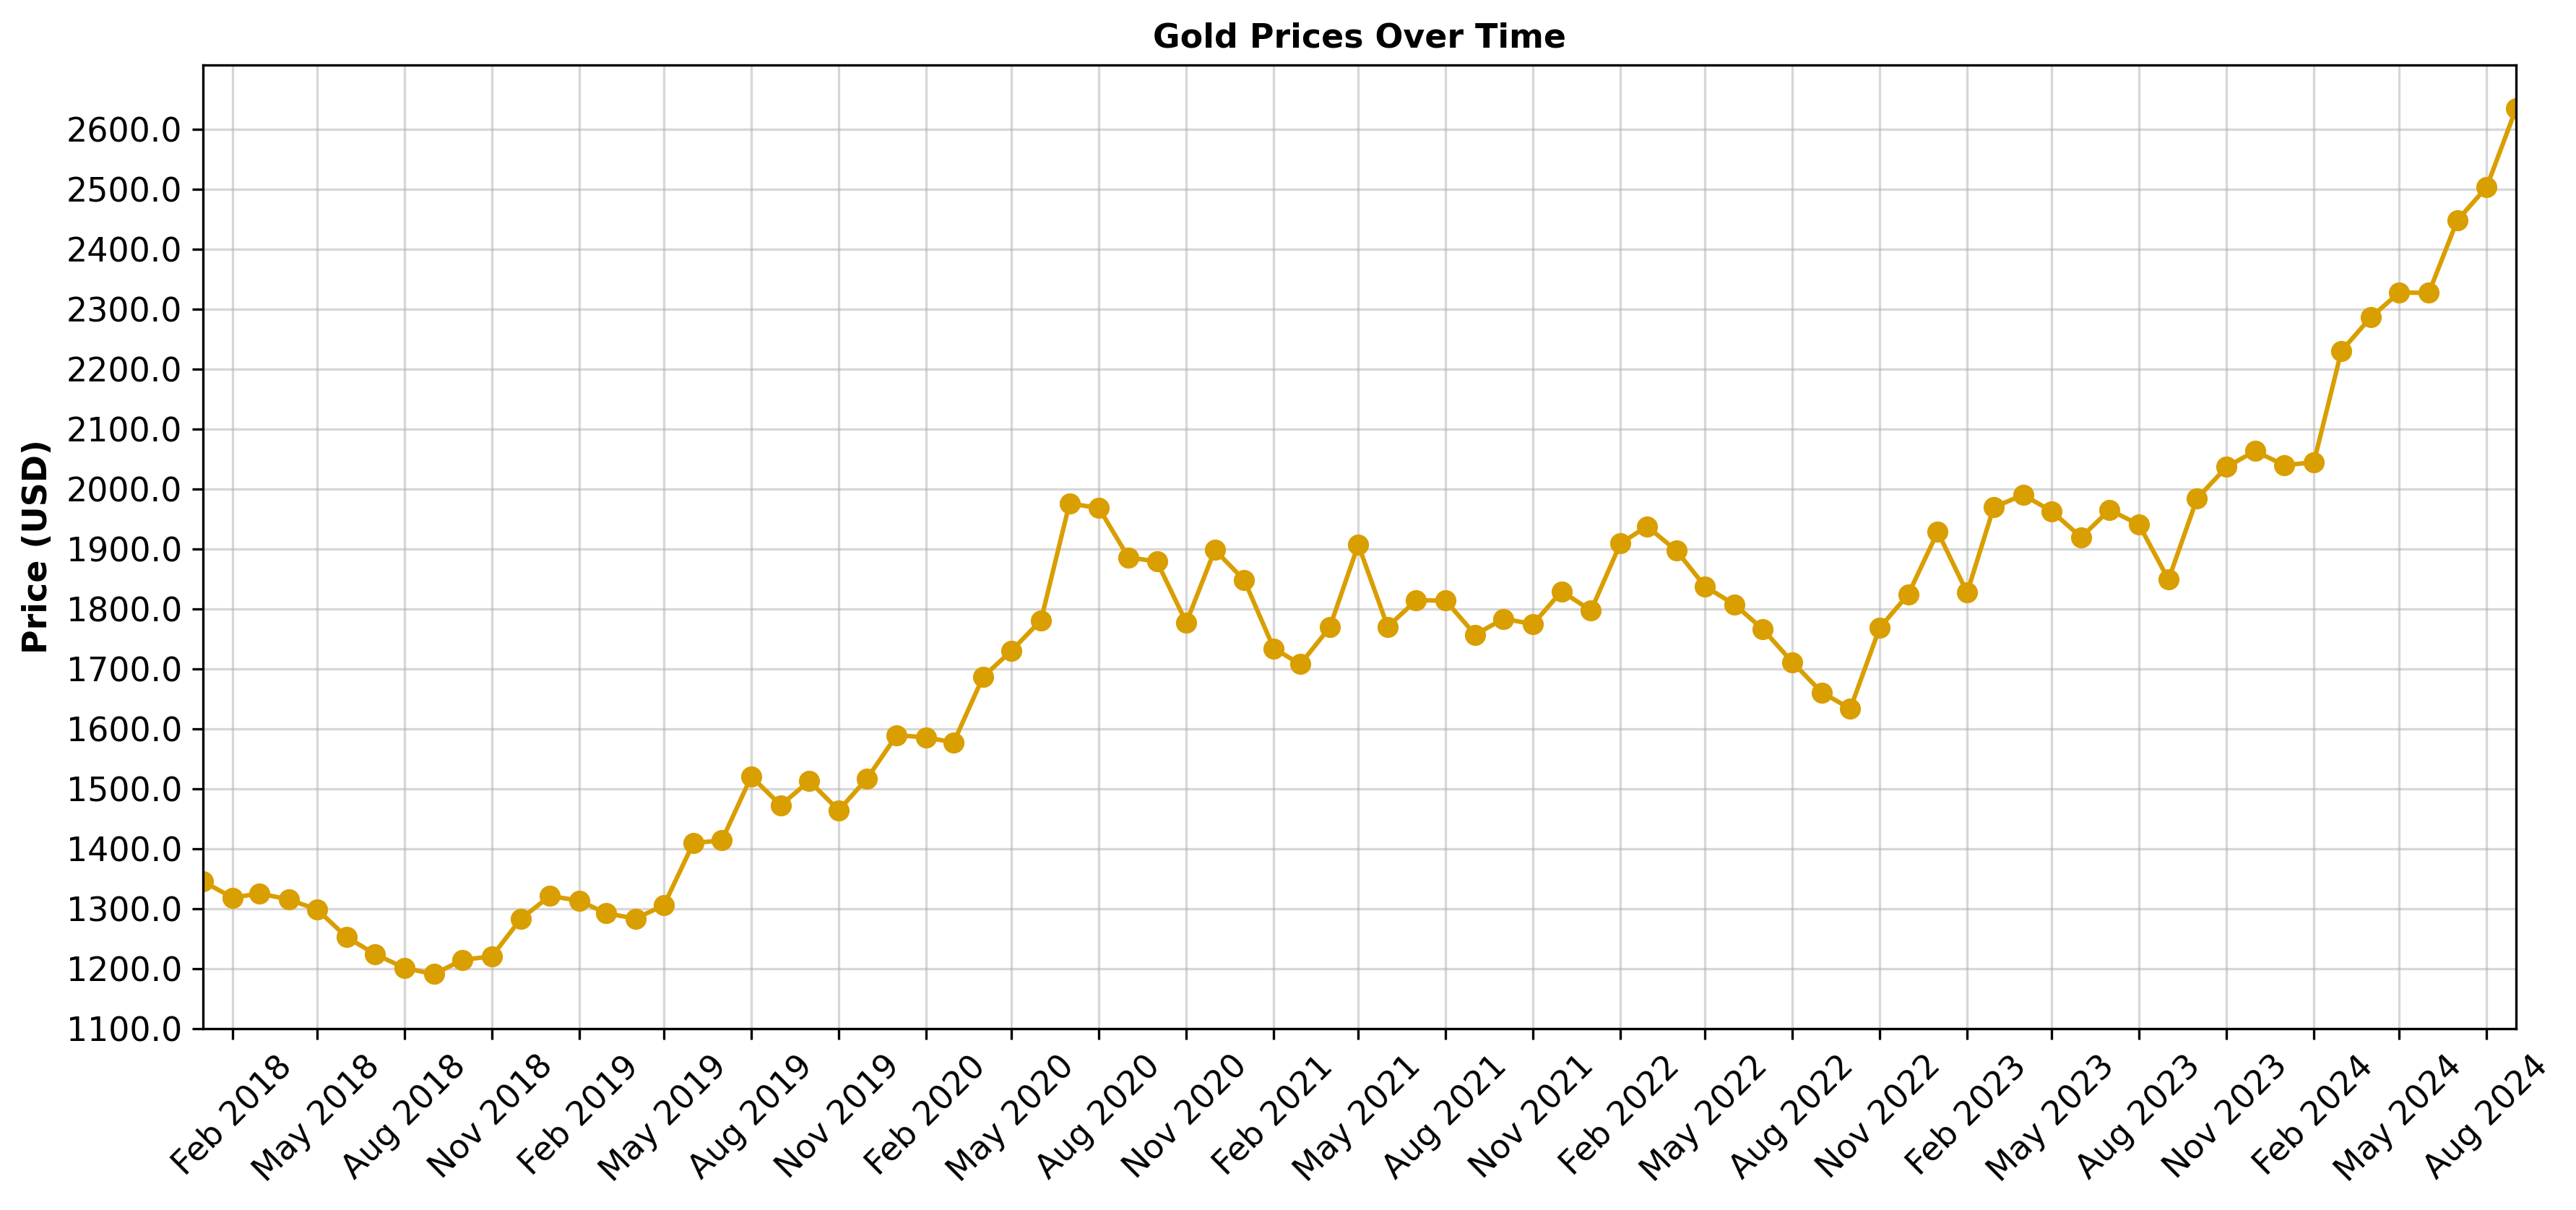 Gold Prices Over Time
Price (USD)
2600.0
2500.0
2400.0
2300.0
2200.0
2100.0
2000.0
1900.0
1800.0
1700.0
1600.0
1500.0
1400.0
1300.0
1200.0
1100.0
Feb 2018
May 2018
Aug 2018
Nov 2018
Feb 2019
May 2019
Aug 2019
Nov 2019
Feb 2020
May 2020
Aug 2020
Nov 2020
Feb 2021
May 2021
Aug 2021
Nov 2021
Feb 2022
May 2022
Aug 2022
Nov 2022
Feb 2023
May 2023
Aug 2023
Nov 2023
Feb 2024
May 2024
Aug 2024